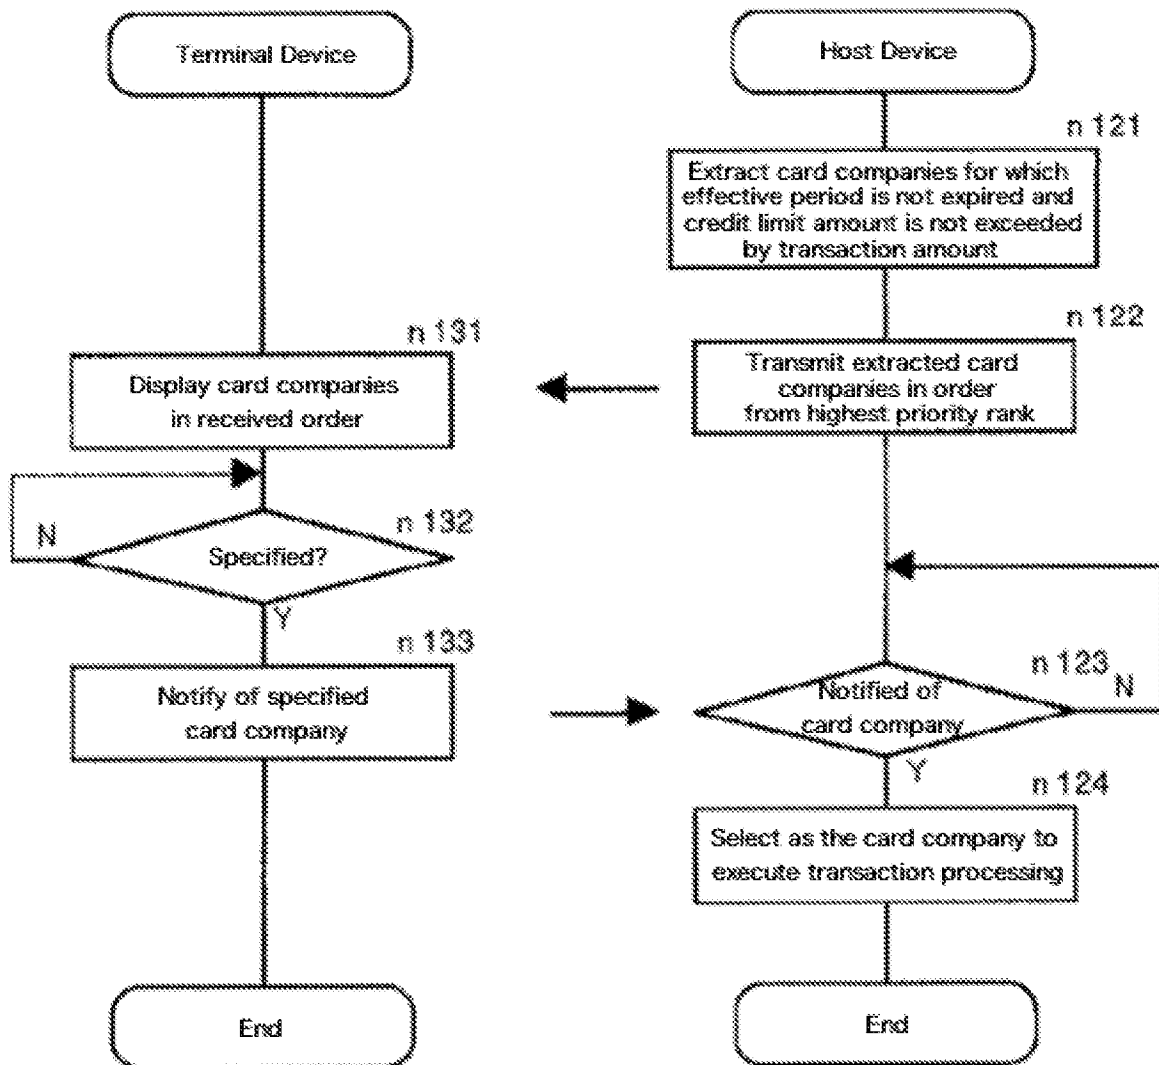 Terminal Device
Host Device
n 121
Extract card companies for which
effective period is not expired and
credit limit amount is not exceeded
by transaction amount
n 131
n 122
Display card companies
in received order
Transmit extracted card
companies in order
from highest priority rank
n 132
N
Specified?
Y
n 133
Notify of specified
card company
n 123
Notified of
card company
N
Y
n 124
Select as the card company to
execute transaction processing
End
End